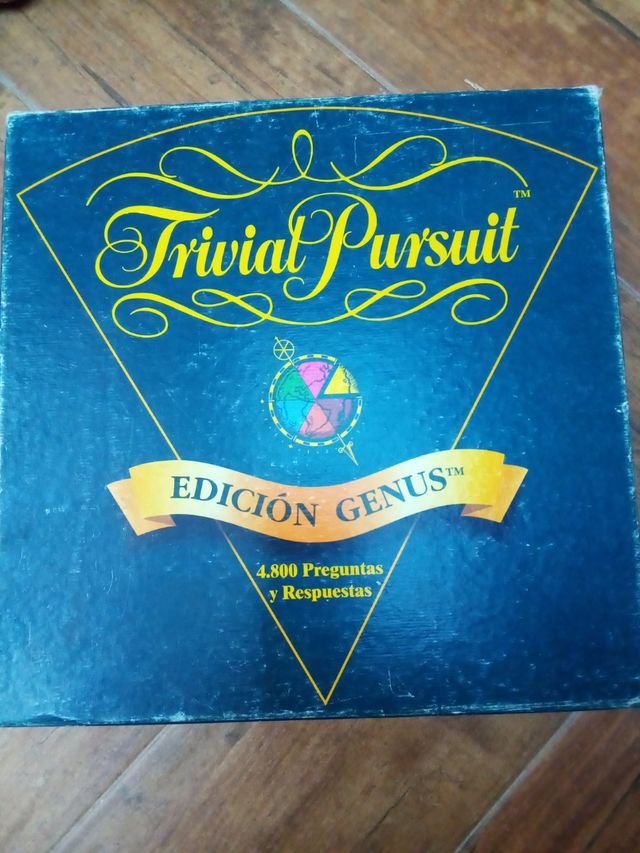 Trivial Pursuit™
EDICIÓN GENUS™
4.800 Preguntas
y Respuestas